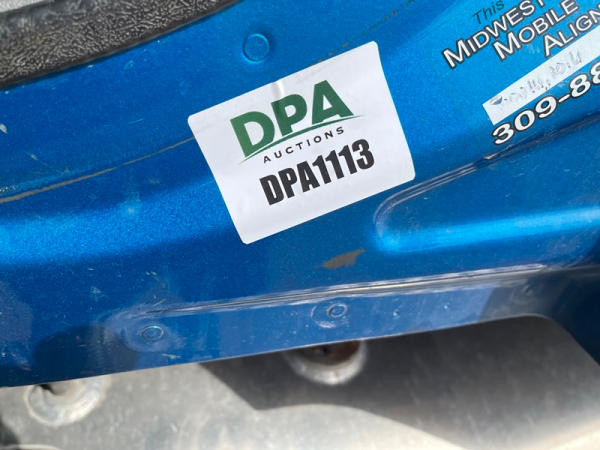 DPA
AUCTIONS
DPA1113
This
MIDWEST
MOBILE
ALIGN
309-88